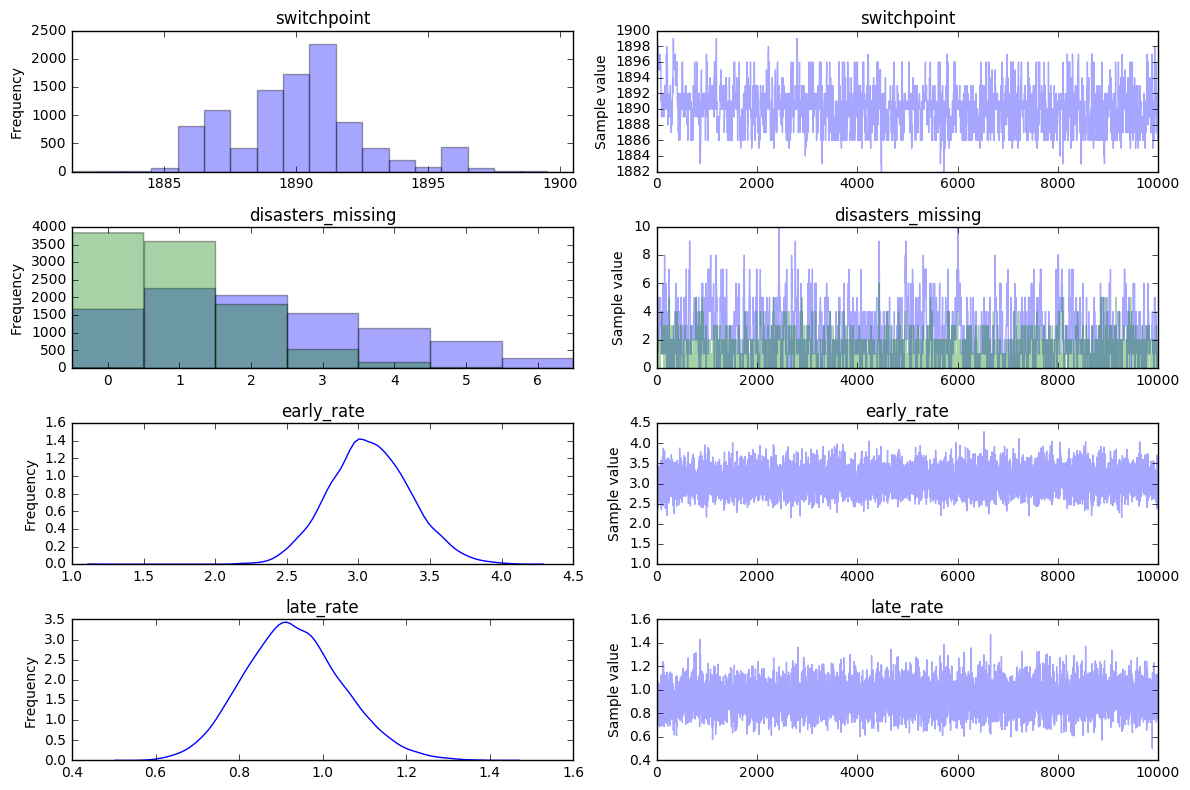 switchpoint
switchpoint
2500
2000
1500
1000
500
0
Frequency
1885 1890 1895 1900
1900
1898
1896
1894
1892
1890
1888
1886
1884
1882
Sample value
0 2000 4000 6000 8000 10000
disasters_missing
disasters_missing
4000
3500
3000
2500
2000
1500
1000
500
0
Frequency
0 1 2 3 4 5 6
10
8
6
4
2
0
Sample value
0 2000 4000 6000 8000 10000
early_rate
early_rate
1.6
1.4
1.2
1.0
0.8
0.6
0.4
0.2
0.0
Frequency
1.0 1.5 2.0 2.5 3.0 3.5 4.0 4.5
4.5
4.0
3.5
3.0
2.5
2.0
1.5
1.0
Sample value
0 2000 4000 6000 8000 10000
late_rate
late_rate
3.5
3.0
2.5
2.0
1.5
1.0
0.5
0.0
Frequency
0.4 0.6 0.8 1.0 1.2 1.4 1.6
1.6
1.4
1.2
1.0
0.8
0.6
0.4
Sample value
0 2000 4000 6000 8000 10000